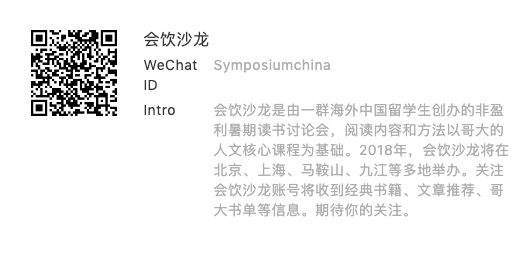 会饮沙龙
WeChat Symposiumchina
ID
Intro 会饮沙龙是由一群海外中国留学生创办的非盈
利暑期读书讨论会，阅读内容和方法以哥大的
人文核心课程为基础。2018年，会饮沙龙将在
北京、上海、马鞍山、九江等多地举办。关注
会饮沙龙账号将收到经典书籍、文章推荐、哥
大书单等信息。期待你的关注。